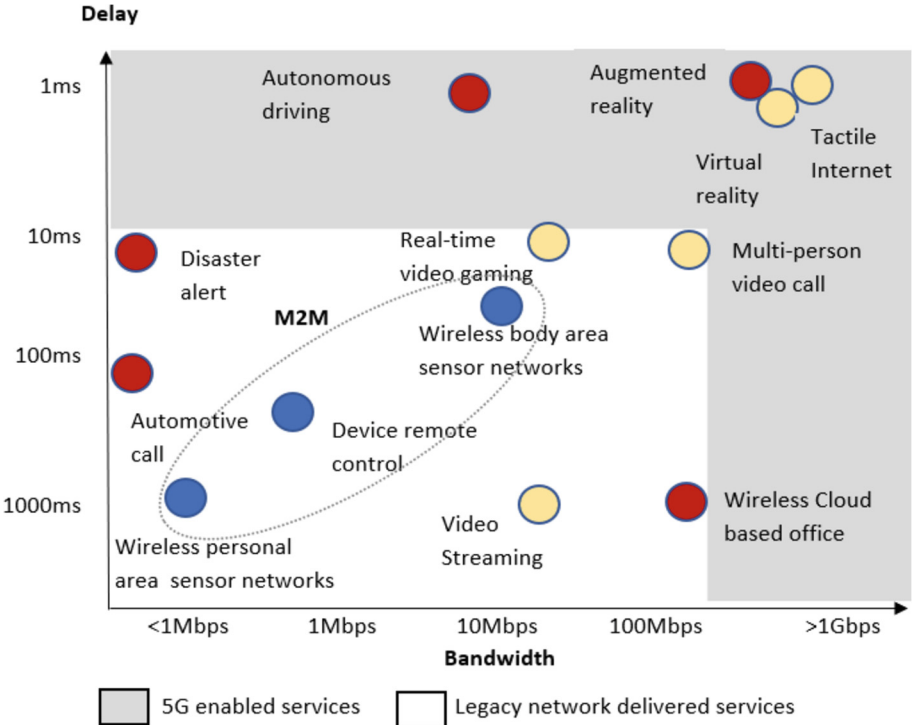 Delay
1ms
Autonomous
driving
Augmented
reality
Tactile
Internet
Virtual
reality
10ms
Disaster
alert
Real-time
video gaming
Multi-person
video call
M2M
Wireless body area
sensor networks
100ms
Automotive
call
Device remote
control
1000ms
Video
Streaming
Wireless Cloud
based office
Wireless personal
area sensor networks
<1Mbps 1Mbps 10Mbps 100Mbps >1Gbps
Bandwidth
5G enabled services Legacy network delivered services